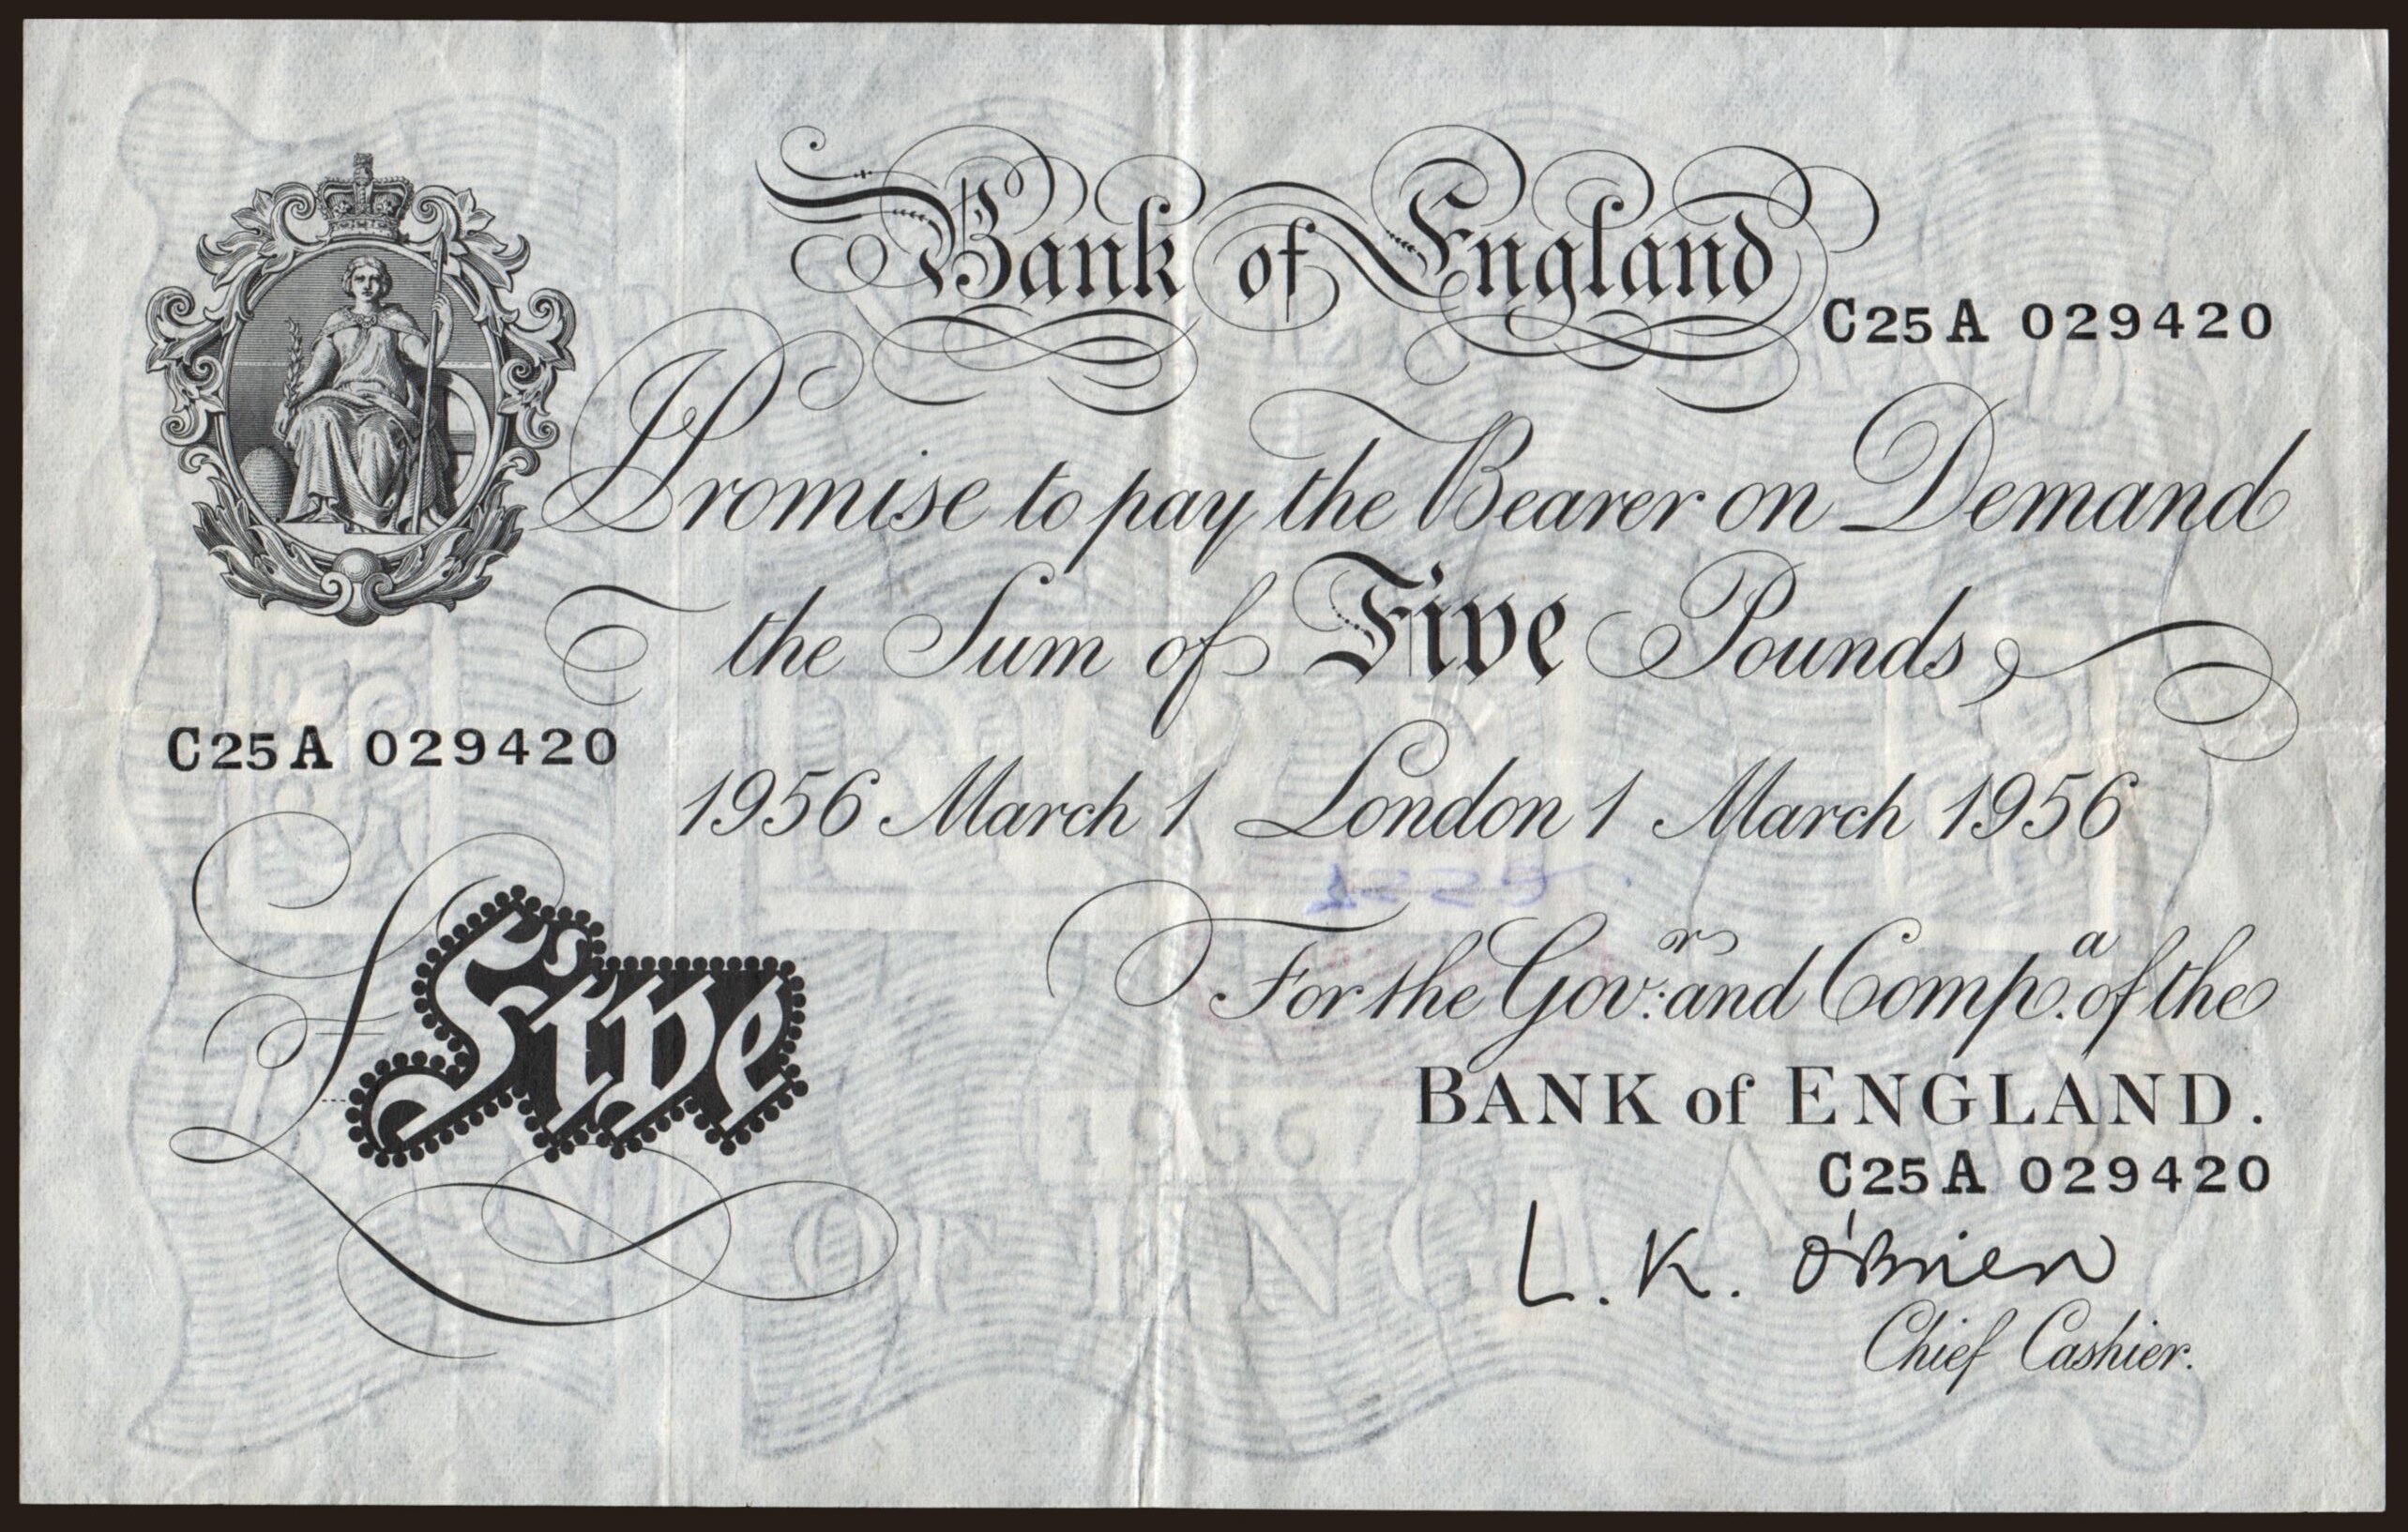 Bank of England
C25A 029420
I Promise to pay the Bearer on Demand
the Sum of Five Pounds
C25A 029420
1956 March 1 London 1 March 1956
For the Gov.r and Comp.a of the
£Five
BANK of ENGLAND.
C25A 029420
L. K. O'Brien
Chief Cashier.